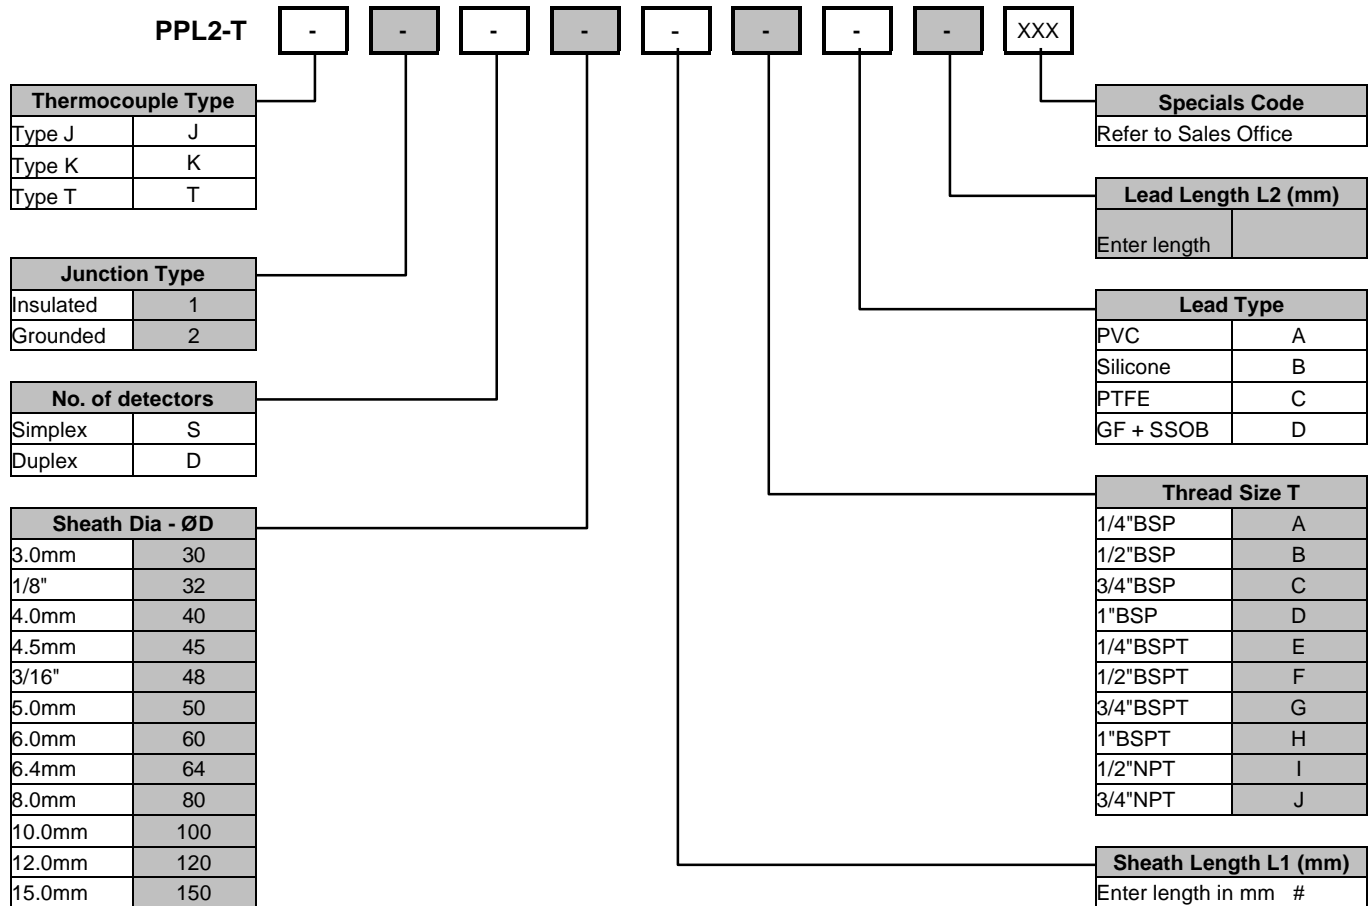 PPL2-T - - - - - - - - XXX
Thermocouple Type
Type J J
Type K K
Type T T
Junction Type
Insulated 1
Grounded 2
No. of detectors
Simplex S
Duplex D
Sheath Dia - ØD
3.0mm 30
1/8" 32
4.0mm 40
4.5mm 45
3/16" 48
5.0mm 50
6.0mm 60
6.4mm 64
8.0mm 80
10.0mm 100
12.0mm 120
15.0mm 150
Specials Code
Refer to Sales Office
Lead Length L2 (mm)
Enter length
Lead Type
PVC A
Silicone B
PTFE C
GF + SSOB D
Thread Size T
1/4"BSP A
1/2"BSP B
3/4"BSP C
1"BSP D
1/4"BSPT E
1/2"BSPT F
3/4"BSPT G
1"BSPT H
1/2"NPT I
3/4"NPT J
Sheath Length L1 (mm)
Enter length in mm #